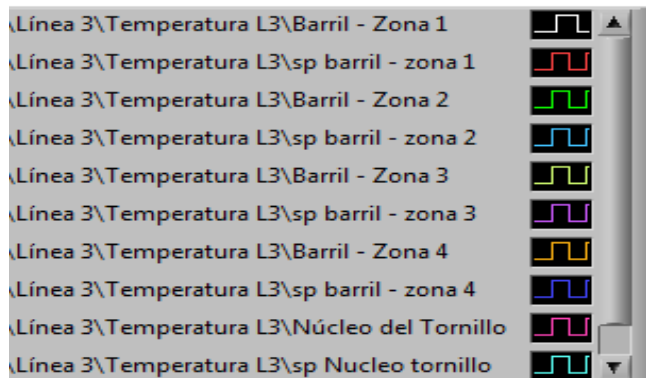 \Línea 3\Temperatura L3\Barril - Zona 1
\Línea 3\Temperatura L3\sp barril - zona 1
\Línea 3\Temperatura L3\Barril - Zona 2
\Línea 3\Temperatura L3\sp barril - zona 2
\Línea 3\Temperatura L3\Barril - Zona 3
\Línea 3\Temperatura L3\sp barril - zona 3
\Línea 3\Temperatura L3\Barril - Zona 4
\Línea 3\Temperatura L3\sp barril - zona 4
\Línea 3\Temperatura L3\Núcleo del Tornillo
\Línea 3\Temperatura L3\sp Nucleo tornillo